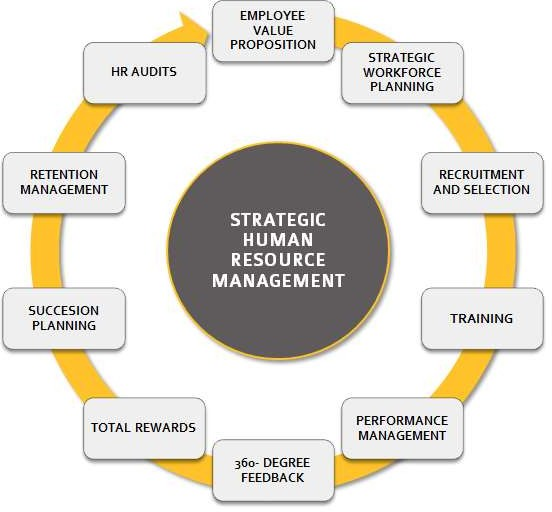 EMPLOYEE
VALUE
PROPOSITION
STRATEGIC
WORKFORCE
PLANNING
RECRUITMENT
AND SELECTION
TRAINING
PERFORMANCE
MANAGEMENT
360- DEGREE
FEEDBACK
TOTAL REWARDS
SUCCESION
PLANNING
RETENTION
MANAGEMENT
HR AUDITS
STRATEGIC
HUMAN
RESOURCE
MANAGEMENT